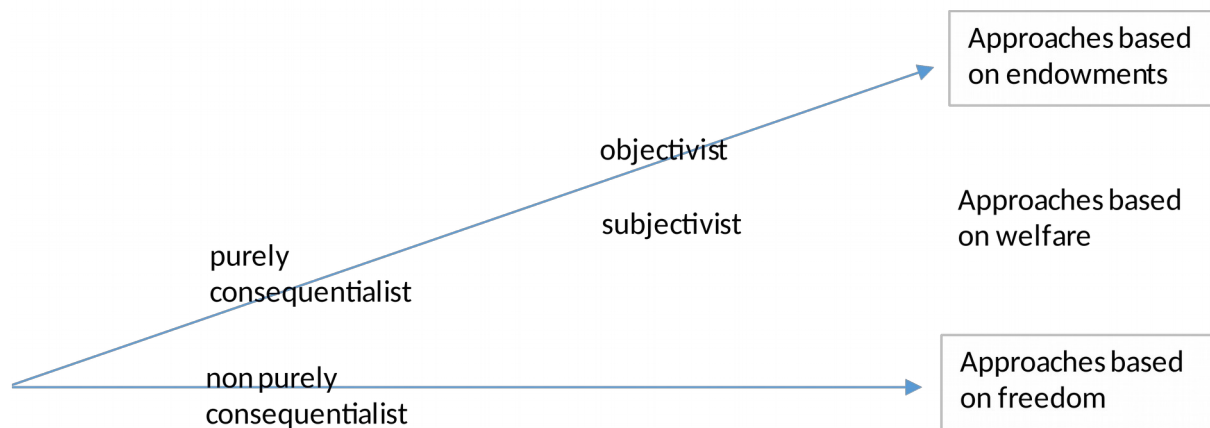 Approaches based
on endowments
objectivist
subjectivist
Approaches based
on welfare
purely
consequentialist
non purely
consequentialist
Approaches based
on freedom